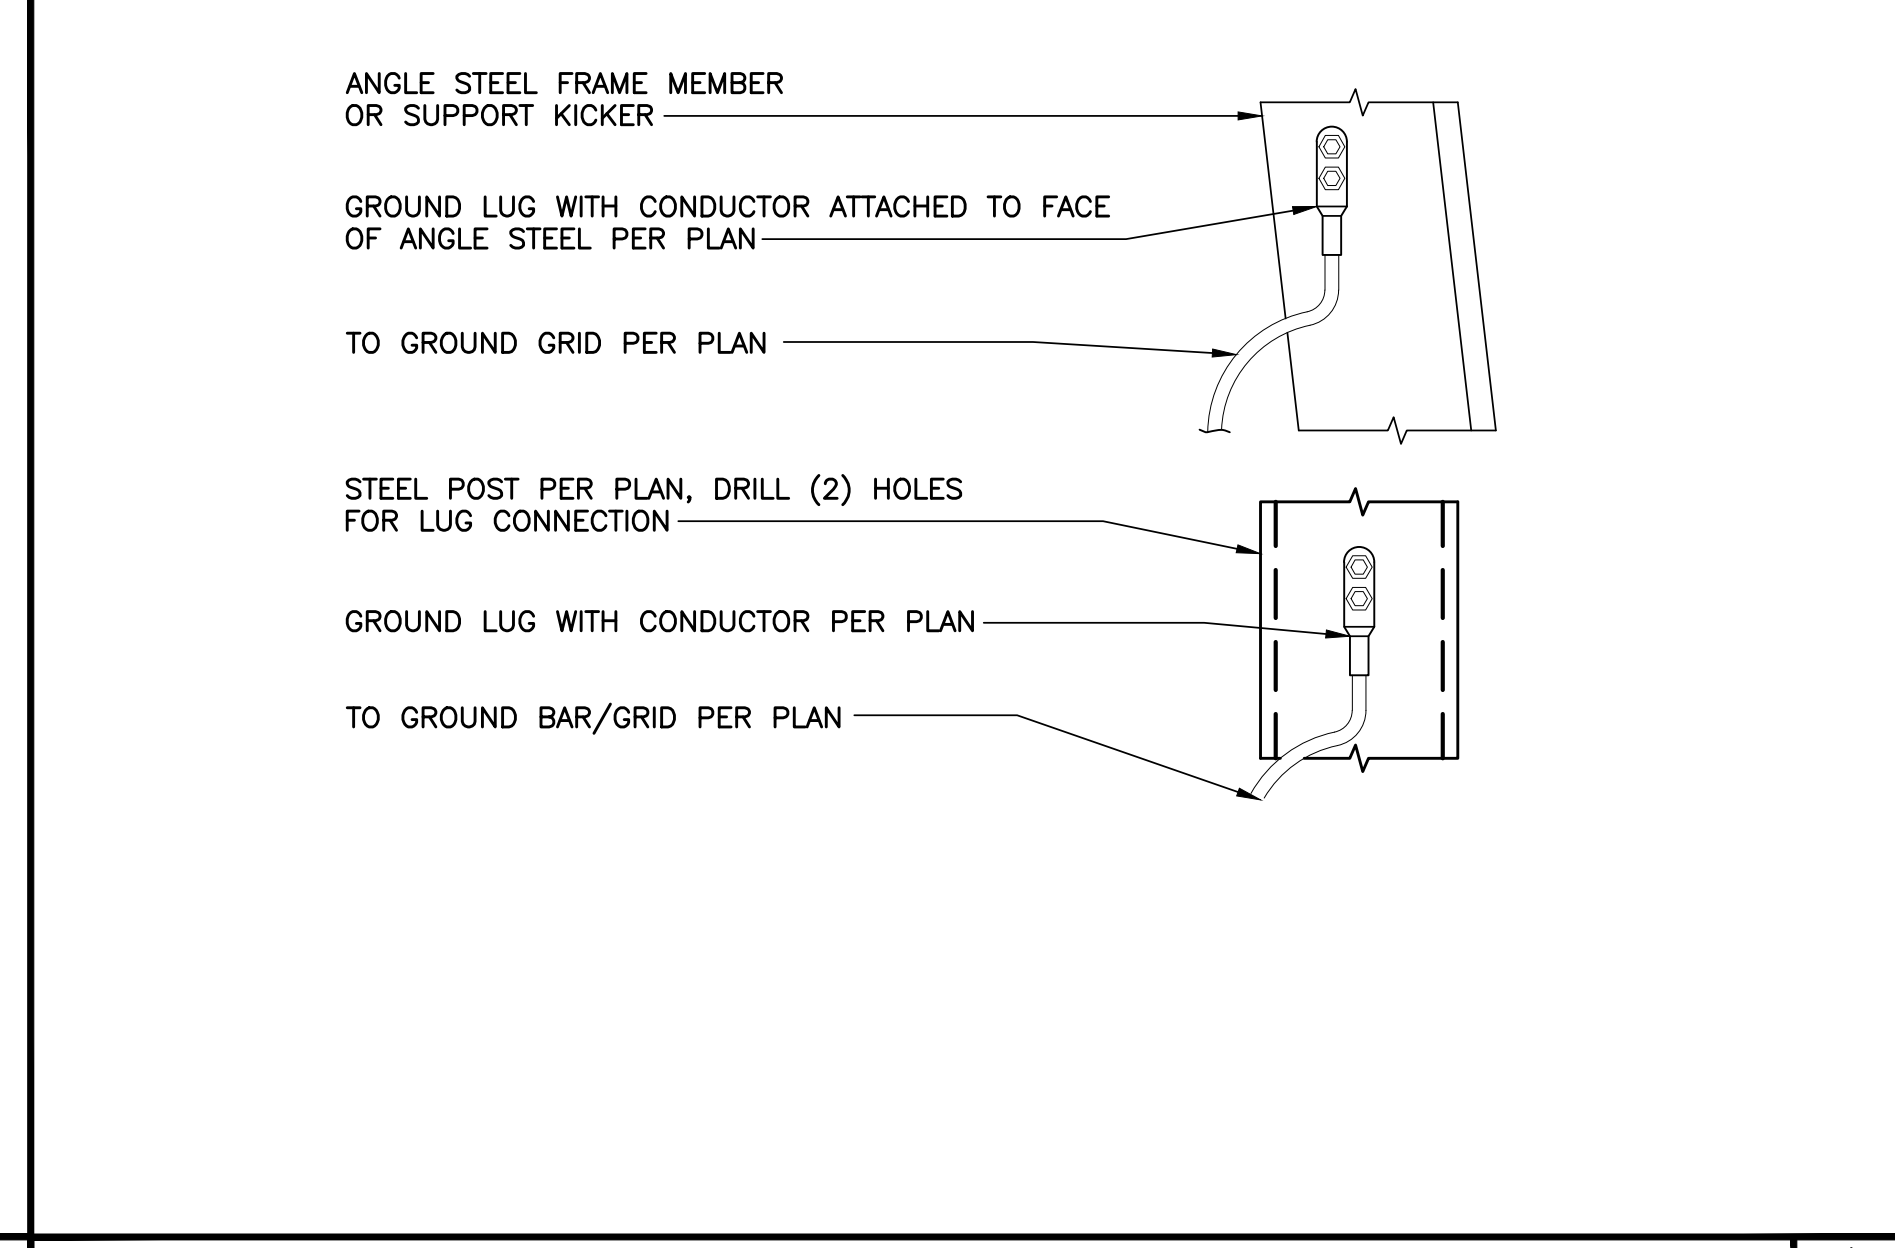 ANGLE STEEL FRAME MEMBER
OR SUPPORT KICKER
GROUND LUG WITH CONDUCTOR ATTACHED TO FACE
OF ANGLE STEEL PER PLAN
TO GROUND GRID PER PLAN
STEEL POST PER PLAN, DRILL (2) HOLES
FOR LUG CONNECTION
GROUND LUG WITH CONDUCTOR PER PLAN
TO GROUND BAR/GRID PER PLAN